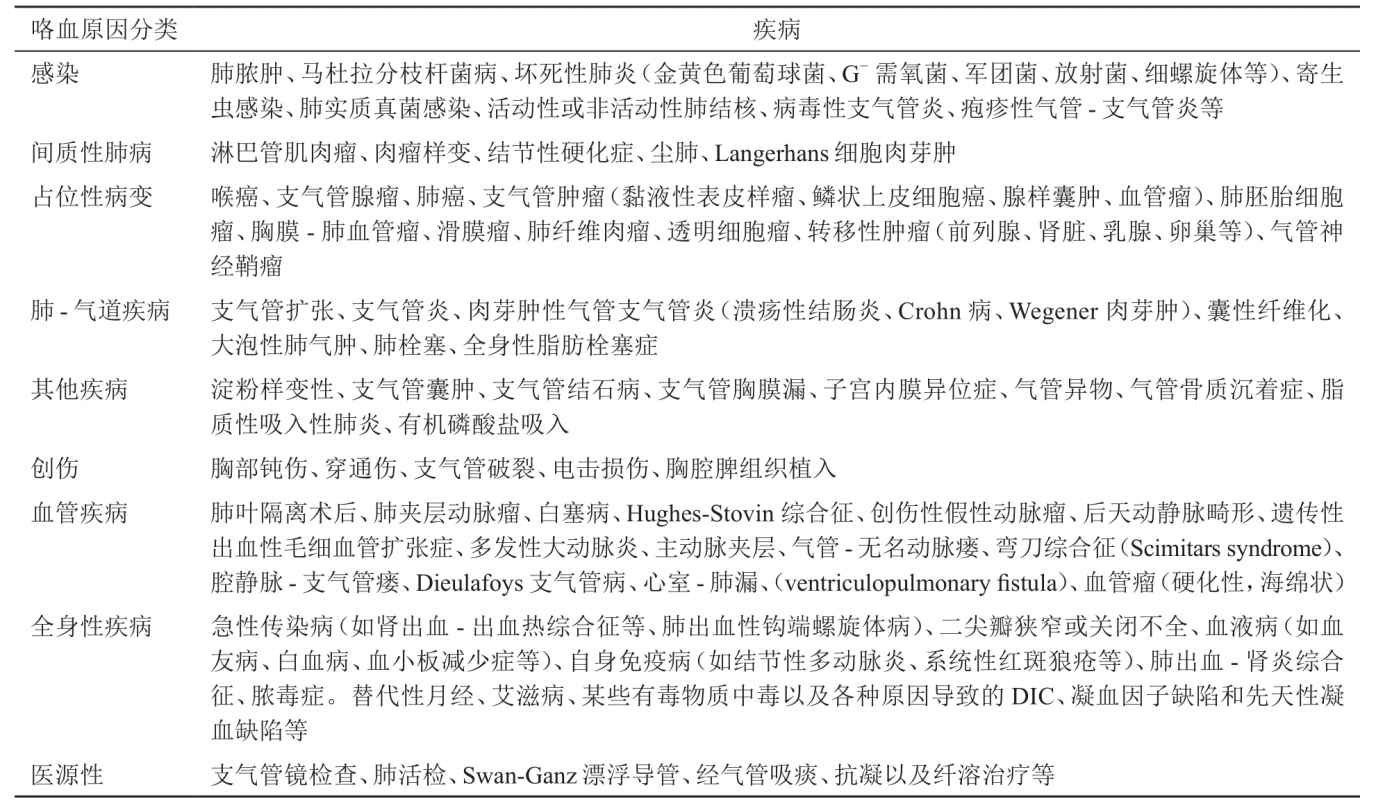 咯血原因分类 疾病
感染 肺脓肿、马杜拉分枝杆菌病、坏死性肺炎（金黄色葡萄球菌、G⁻ 需氧菌、军团菌、放射菌、细螺旋体等）、寄生
虫感染、肺实质真菌感染、活动性或非活动性肺结核、病毒性支气管炎、疱疹性气管 - 支气管炎等
间质性肺病 淋巴管肌肉瘤、肉瘤样变、结节性硬化症、尘肺、Langerhans 细胞肉芽肿
占位性病变 喉癌、支气管腺瘤、肺癌、支气管肿瘤（黏液性表皮样瘤、鳞状上皮细胞癌、腺样囊肿、血管瘤）、肺胚胎细胞
瘤、胸膜 - 肺血管瘤、滑膜瘤、肺纤维肉瘤、透明细胞瘤、转移性肿瘤（前列腺、肾脏、乳腺、卵巢等）、气管神
经鞘瘤
肺 - 气道疾病 支气管扩张、支气管炎、肉芽肿性气管支气管炎（溃疡性结肠炎、Crohn 病、Wegener 肉芽肿）、囊性纤维化、
大泡性肺气肿、肺栓塞、全身性脂肪栓塞症
其他疾病 淀粉样变性、支气管囊肿、支气管结石病、支气管胸膜漏、子宫内膜异位症、气管异物、气管骨质沉着症、脂
质性吸入性肺炎、有机磷酸盐吸入
创伤 胸部钝伤、穿通伤、支气管破裂、电击损伤、胸腔脾组织植入
血管疾病 肺叶隔离术后、肺夹层动脉瘤、白塞病、Hughes-Stovin 综合征、创伤性假性动脉瘤、后天动静脉畸形、遗传性
出血性毛细血管扩张症、多发性大动脉炎、主动脉夹层、气管 - 无名动脉瘘、弯刀综合征（Scimitars syndrome）、
腔静脉 - 支气管瘘、Dieulafoys 支气管病、心室 - 肺漏、（ventriculopulmonary fistula）、血管瘤（硬化性，海绵状）
全身性疾病 急性传染病（如肾出血 - 出血热综合征等、肺出血性钩端螺旋体病）、二尖瓣狭窄或关闭不全、血液病（如血
友病、白血病、血小板减少症等）、自身免疫病（如结节性多动脉炎、系统性红斑狼疮等）、肺出血 - 肾炎综合
征、脓毒症。替代性月经、艾滋病、某些有毒物质中毒以及各种原因导致的 DIC、凝血因子缺陷和先天性凝
血缺陷等
医源性 支气管镜检查、肺活检、Swan-Ganz 漂浮导管、经气管吸痰、抗凝以及纤溶治疗等